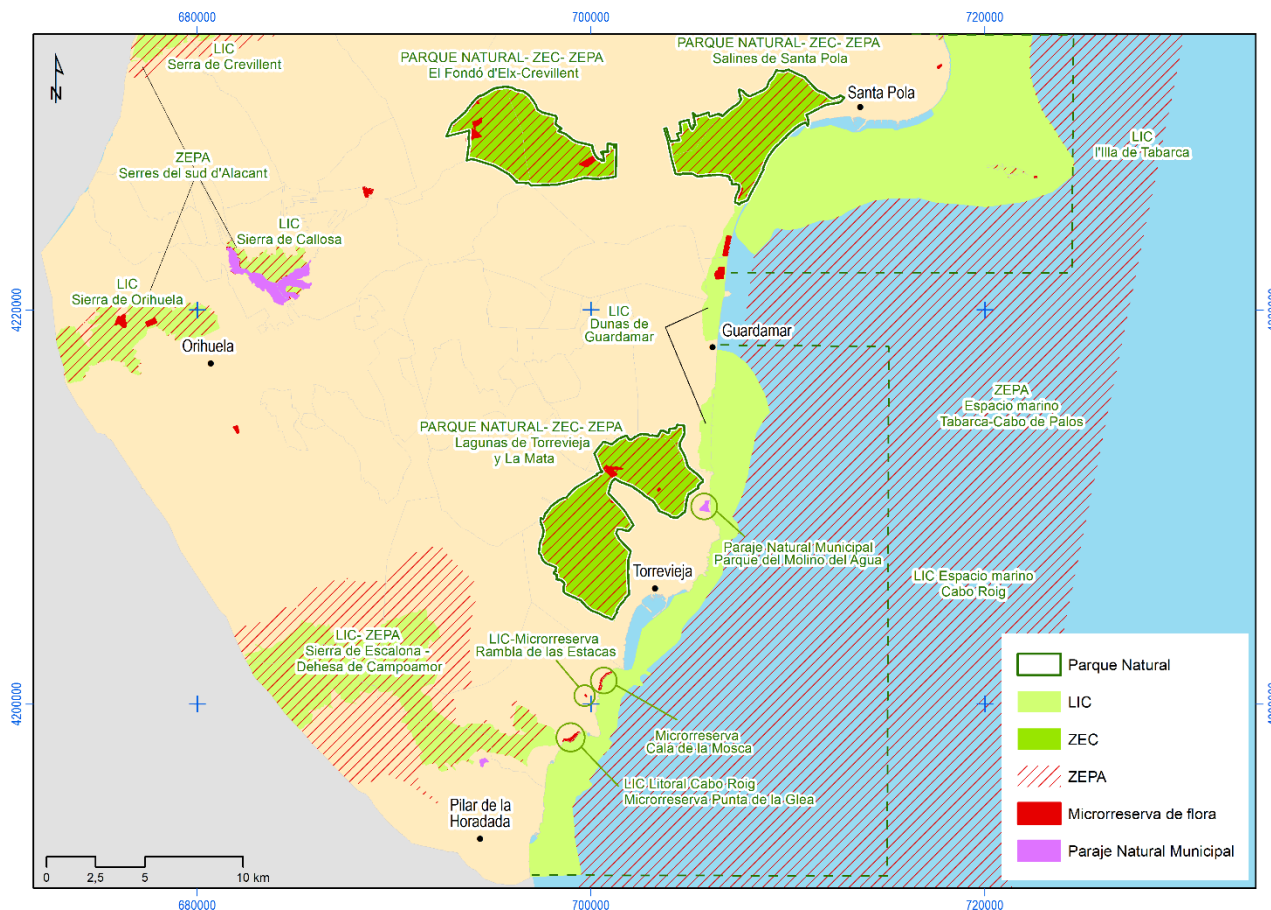 680000
700000
720000
LIC
Serra de Crevillent
PARQUE NATURAL- ZEC- ZEPA
El Fondó d'Elx-Crevillent
PARQUE NATURAL- ZEC- ZEPA
Salines de Santa Pola
N
Santa Pola
LIC
l'Illa de Tabarca
ZEPA
Serres del sud d'Alacant
LIC
Sierra de Callosa
LIC
Sierra de Orihuela
4220000
4220000
LIC
Dunas de
Guardamar
Guardamar
Orihuela
ZEPA
Espacio marino
Tabarca-Cabo de Palos
PARQUE NATURAL- ZEC- ZEPA
Lagunas de Torrevieja
y La Mata
Paraje Natural Municipal
Parque del Molino del Agua
Torrevieja
LIC Espacio marino
Cabo Roig
LIC- ZEPA
Sierra de Escalona -
Dehesa de Campoamor
LIC-Microrreserva
Rambla de las Estacas
4200000
4200000
Microrreserva
Cala de la Mosca
LIC Litoral Cabo Roig
Microrreserva Punta de la Glea
Pilar de la
Horadada
Parque Natural
LIC
ZEC
ZEPA
Microrreserva de flora
Paraje Natural Municipal
0 2,5 5 10 km
680000
700000
720000